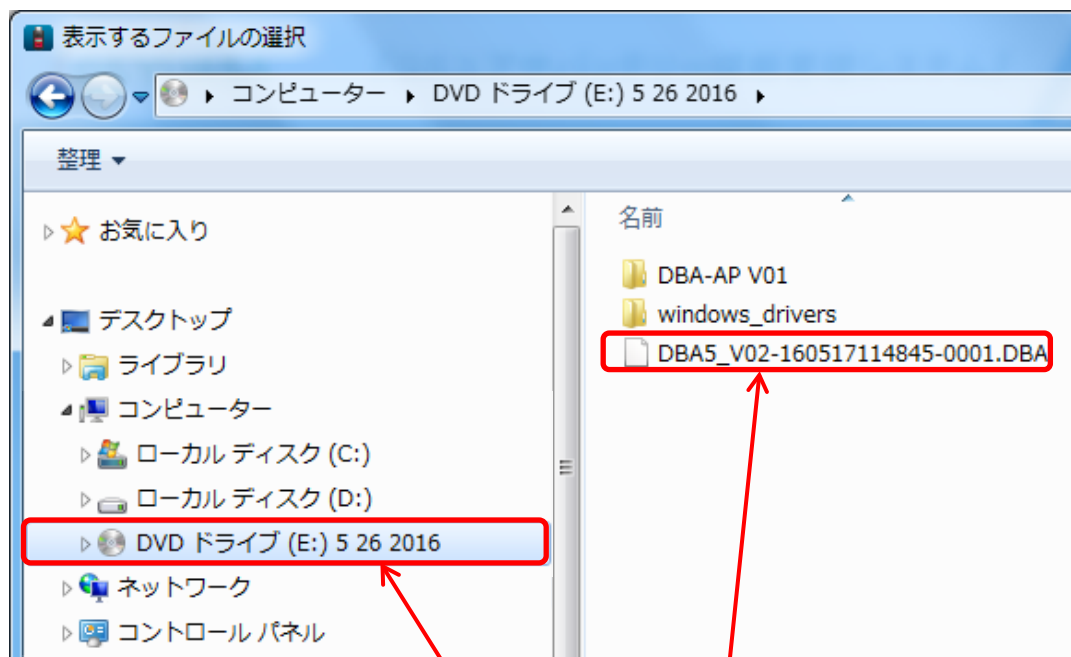 表示するファイルの選択
コンピューター ▸ DVD ドライブ (E:) 5 26 2016 ▸
整理
お気に入り
デスクトップ
ライブラリ
コンピューター
ローカル ディスク (C:)
ローカル ディスク (D:)
DVD ドライブ (E:) 5 26 2016
ネットワーク
コントロール パネル
名前
DBA-AP V01
windows_drivers
DBA5_V02-160517114845-0001.DBA